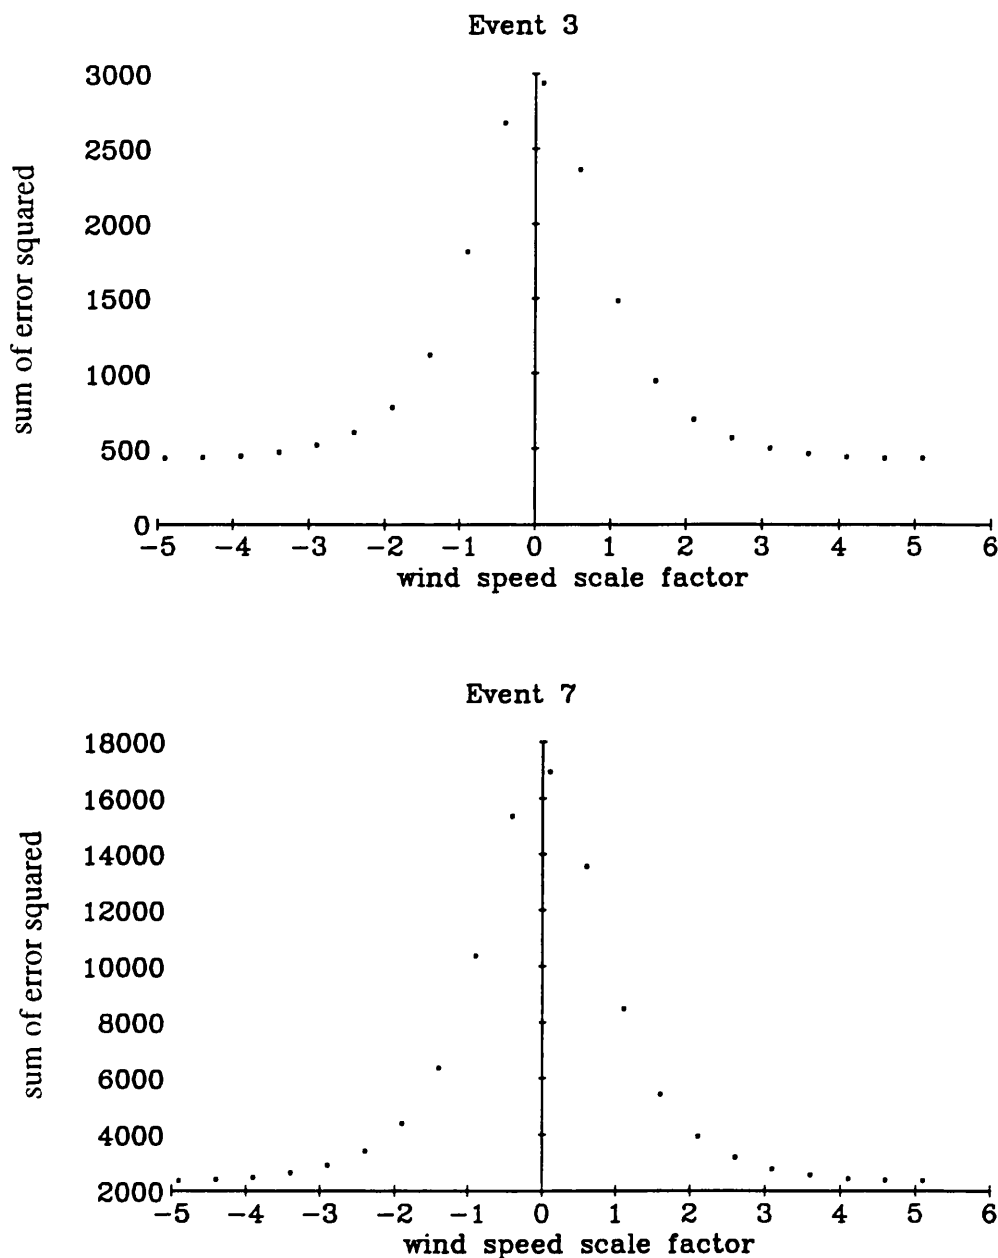 Event 3
3000
2500
2000
1500
1000
500
0
sum of error squared
-5 -4 -3 -2 -1 0 1 2 3 4 5 6
wind speed scale factor
Event 7
18000
16000
14000
12000
10000
8000
6000
4000
2000
sum of error squared
-5 -4 -3 -2 -1 0 1 2 3 4 5 6
wind speed scale factor